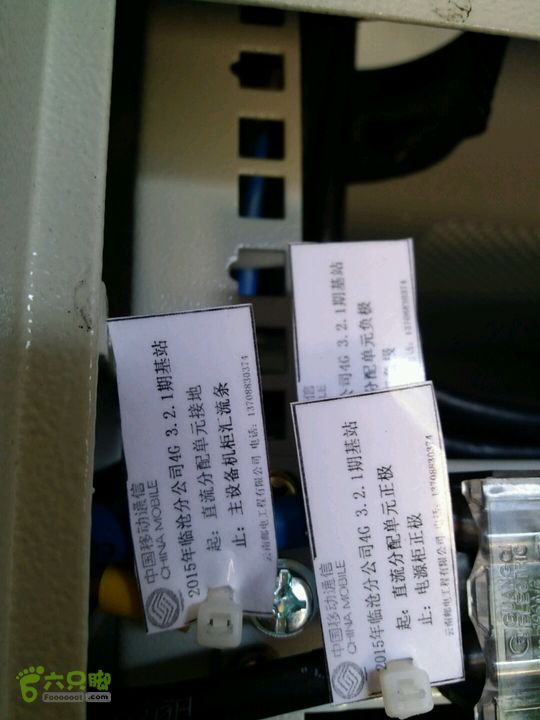 中国移动通信
CHINA MOBILE
2015年临沧分公司4G 3.2.1期基站
起：直流分配单元接地
止：主设备机柜汇流条
云南邮电工程有限公司 电话：13708830374
公司4G 3.2.1期基站
分配单元负极
13708830374
中国移动通信
CHINA MOBILE
2015年临沧分公司4G 3.2.1期基站
起：直流分配单元正极
止：电源柜正极
云南邮电工程有限公司 电话：13708830374
六只脚
Foooooot.com